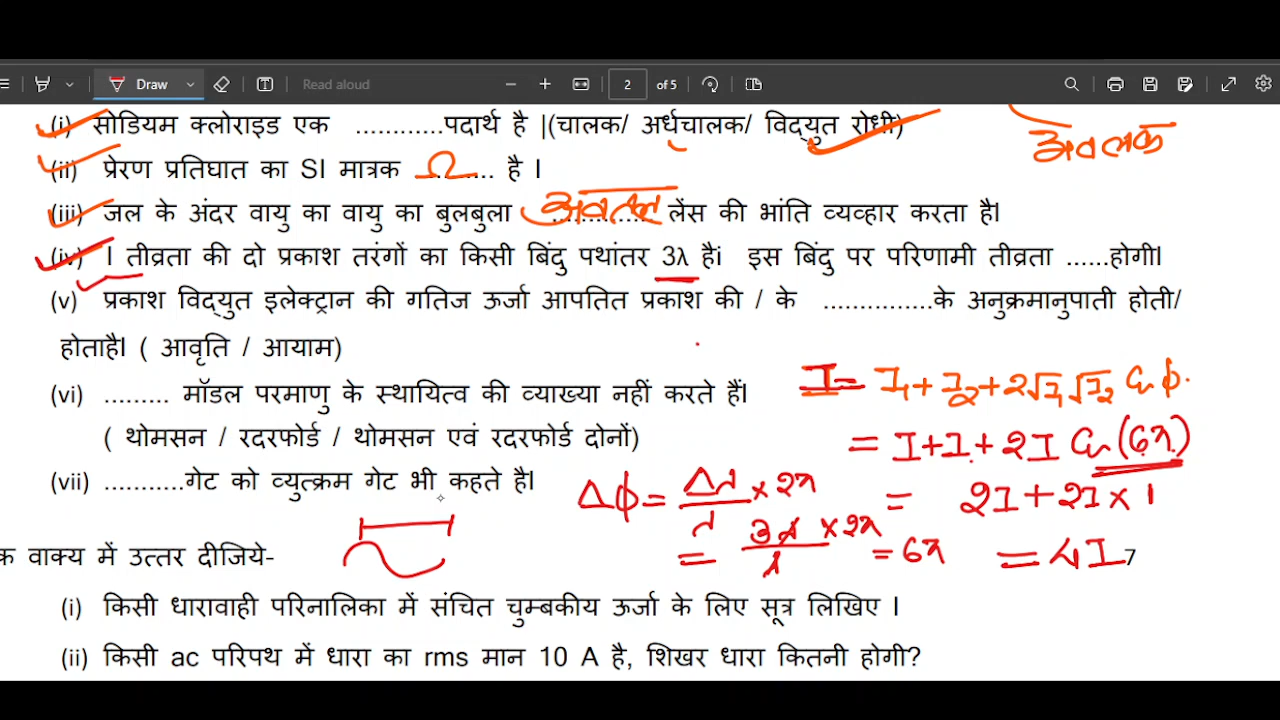 Draw Read aloud 2 of 5
(i) सोडियम क्लोराइड एक ............पदार्थ है |(चालक/ अर्धचालक/ विद्युत रोधी)
अवलक
(ii) प्रेरण प्रतिघात का SI मात्रक Ω ........ है I
(iii) जल के अंदर वायु का वायु का बुलबुला अवतल ............ लेंस की भांति व्यव्हार करता है।
(iv) I तीव्रता की दो प्रकाश तरंगों का किसी बिंदु पथांतर 3λ हैi इस बिंदु पर परिणामी तीव्रता ......होगी।
(v) प्रकाश विद्युत इलेक्ट्रान की गतिज ऊर्जा आपतित प्रकाश की / के ...............के अनुक्रमानुपाती होती/
होताहै। ( आवृति / आयाम)
I = I₁ + I₂ + 2√I₁ √I₂ Cos ϕ.
(vi) ......... मॉडल परमाणु के स्थायित्व की व्याख्या नहीं करते हैं।
( थोमसन / रदरफोर्ड / थोमसन एवं रदरफोर्ड दोनों)
= I + I + 2I Cos (6π)
(vii) ...........गेट को व्युत्क्रम गेट भी कहते है।
Δϕ = Δλ/λ × 2π
= 2I + 2I × 1
= 3λ/λ × 2π = 6π
= 4I
7
क वाक्य में उत्तर दीजिये-
(i) किसी धारावाही परिनालिका में संचित चुम्बकीय ऊर्जा के लिए सूत्र लिखिए I
(ii) किसी ac परिपथ में धारा का rms मान 10 A है, शिखर धारा कितनी होगी?